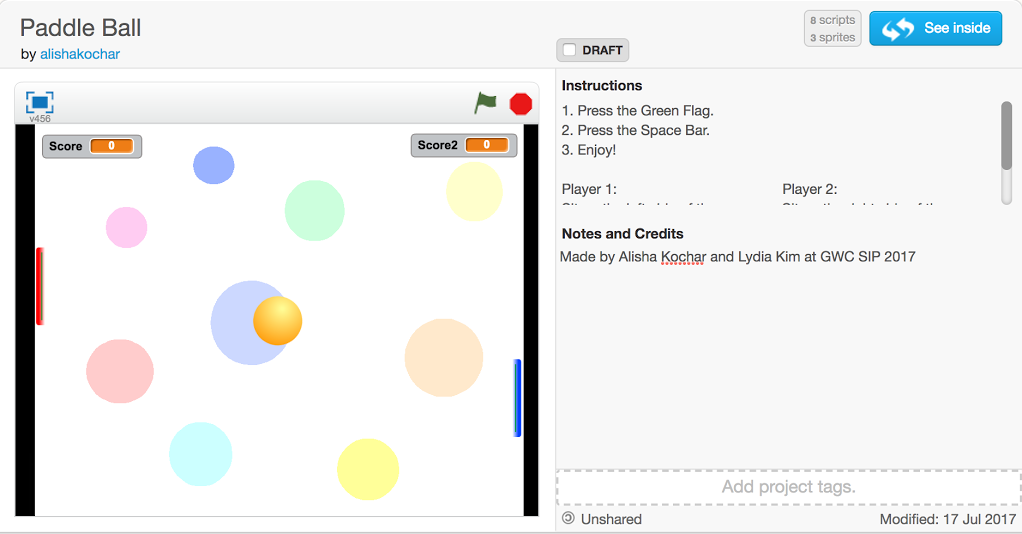 Paddle Ball
by alishakochar
8 scripts
3 sprites
See inside
DRAFT
v456
Score 0
Score2 0
Instructions
1. Press the Green Flag.
2. Press the Space Bar.
3. Enjoy!
Player 1: Player 2:
Notes and Credits
Made by Alisha Kochar and Lydia Kim at GWC SIP 2017
Add project tags.
Unshared
Modified: 17 Jul 2017